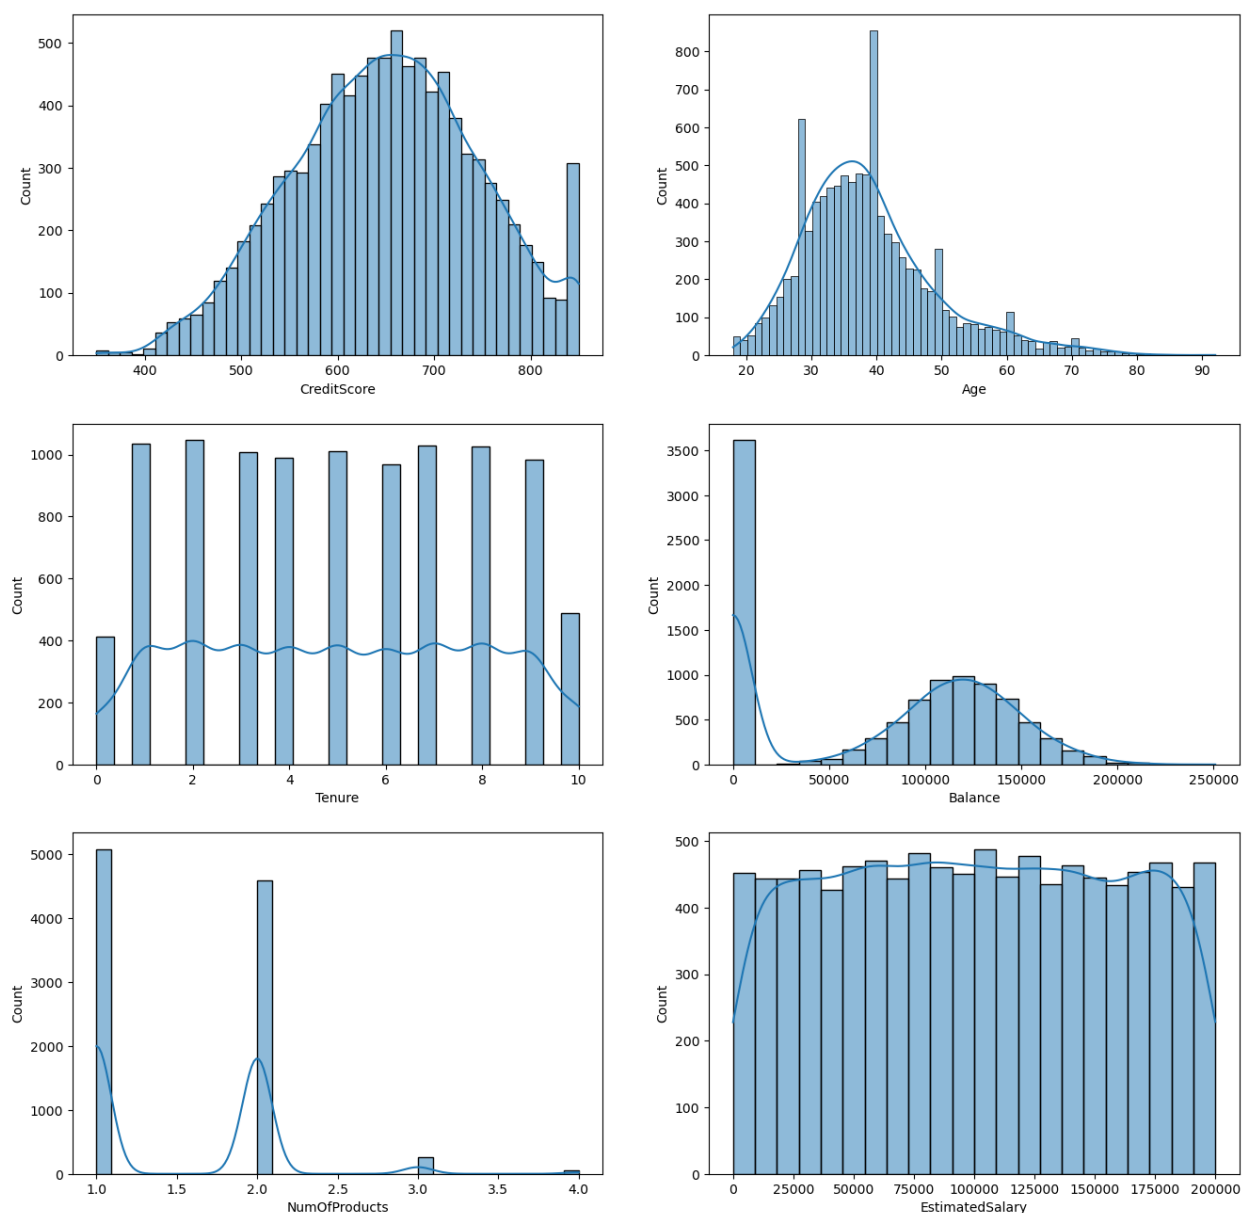 500
400
300
200
100
0
Count
400 500 600 700 800
CreditScore
800
700
600
500
400
300
200
100
0
Count
20 30 40 50 60 70 80 90
Age
1000
800
600
400
200
0
Count
0 2 4 6 8 10
Tenure
3500
3000
2500
2000
1500
1000
500
0
Count
0 50000 100000 150000 200000 250000
Balance
5000
4000
3000
2000
1000
0
Count
1.0 1.5 2.0 2.5 3.0 3.5 4.0
NumOfProducts
500
400
300
200
100
0
Count
0 25000 50000 75000 100000 125000 150000 175000 200000
EstimatedSalary